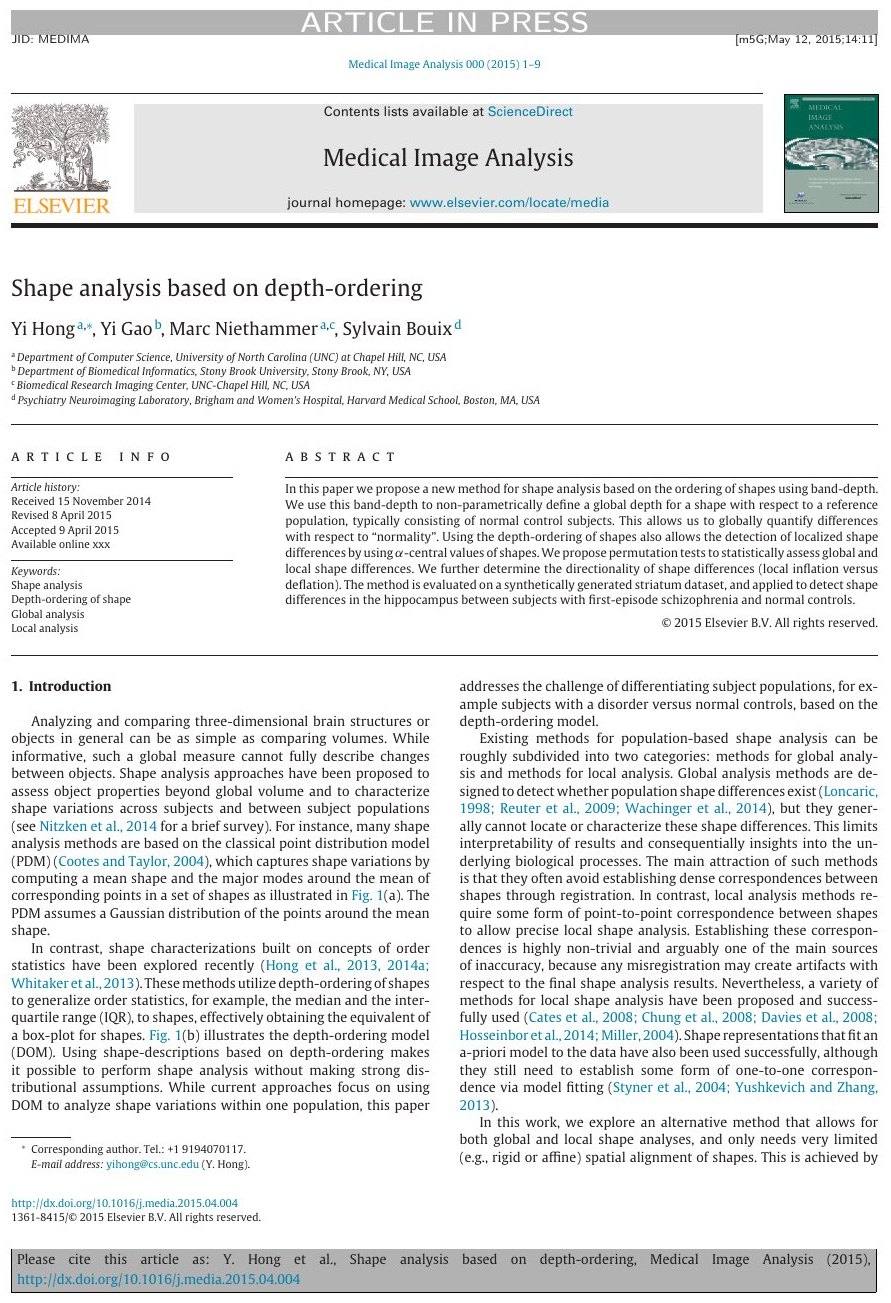 ARTICLE IN PRESS
JID: MEDIMA
[m5G;May 12, 2015;14:11]
Medical Image Analysis 000 (2015) 1–9
ELSEVIER
Contents lists available at ScienceDirect
Medical Image Analysis
journal homepage: www.elsevier.com/locate/media
MEDICAL
IMAGE
ANALYSIS
Shape analysis based on depth-ordering
Yi Hong a,*, Yi Gao b, Marc Niethammer a,c, Sylvain Bouix d
a Department of Computer Science, University of North Carolina (UNC) at Chapel Hill, NC, USA
b Department of Biomedical Informatics, Stony Brook University, Stony Brook, NY, USA
c Biomedical Research Imaging Center, UNC-Chapel Hill, NC, USA
d Psychiatry Neuroimaging Laboratory, Brigham and Women's Hospital, Harvard Medical School, Boston, MA, USA
ARTICLE INFO
Article history:
Received 15 November 2014
Revised 8 April 2015
Accepted 9 April 2015
Available online xxx
Keywords:
Shape analysis
Depth-ordering of shape
Global analysis
Local analysis
ABSTRACT
In this paper we propose a new method for shape analysis based on the ordering of shapes using band-depth.
We use this band-depth to non-parametrically define a global depth for a shape with respect to a reference
population, typically consisting of normal control subjects. This allows us to globally quantify differences
with respect to “normality”. Using the depth-ordering of shapes also allows the detection of localized shape
differences by using α-central values of shapes. We propose permutation tests to statistically assess global and
local shape differences. We further determine the directionality of shape differences (local inflation versus
deflation). The method is evaluated on a synthetically generated striatum dataset, and applied to detect shape
differences in the hippocampus between subjects with first-episode schizophrenia and normal controls.
© 2015 Elsevier B.V. All rights reserved.
1. Introduction
Analyzing and comparing three-dimensional brain structures or
objects in general can be as simple as comparing volumes. While
informative, such a global measure cannot fully describe changes
between objects. Shape analysis approaches have been proposed to
assess object properties beyond global volume and to characterize
shape variations across subjects and between subject populations
(see Nitzken et al., 2014 for a brief survey). For instance, many shape
analysis methods are based on the classical point distribution model
(PDM) (Cootes and Taylor, 2004), which captures shape variations by
computing a mean shape and the major modes around the mean of
corresponding points in a set of shapes as illustrated in Fig. 1(a). The
PDM assumes a Gaussian distribution of the points around the mean
shape.
In contrast, shape characterizations built on concepts of order
statistics have been explored recently (Hong et al., 2013, 2014a;
Whitaker et al., 2013). These methods utilize depth-ordering of shapes
to generalize order statistics, for example, the median and the inter-
quartile range (IQR), to shapes, effectively obtaining the equivalent of
a box-plot for shapes. Fig. 1(b) illustrates the depth-ordering model
(DOM). Using shape-descriptions based on depth-ordering makes
it possible to perform shape analysis without making strong dis-
tributional assumptions. While current approaches focus on using
DOM to analyze shape variations within one population, this paper
addresses the challenge of differentiating subject populations, for ex-
ample subjects with a disorder versus normal controls, based on the
depth-ordering model.
Existing methods for population-based shape analysis can be
roughly subdivided into two categories: methods for global analy-
sis and methods for local analysis. Global analysis methods are de-
signed to detect whether population shape differences exist (Loncaric,
1998; Reuter et al., 2009; Wachinger et al., 2014), but they gener-
ally cannot locate or characterize these shape differences. This limits
interpretability of results and consequentially insights into the un-
derlying biological processes. The main attraction of such methods
is that they often avoid establishing dense correspondences between
shapes through registration. In contrast, local analysis methods re-
quire some form of point-to-point correspondence between shapes
to allow precise local shape analysis. Establishing these correspon-
dences is highly non-trivial and arguably one of the main sources
of inaccuracy, because any misregistration may create artifacts with
respect to the final shape analysis results. Nevertheless, a variety of
methods for local shape analysis have been proposed and success-
fully used (Cates et al., 2008; Chung et al., 2008; Davies et al., 2008;
Hosseinbor et al., 2014; Miller, 2004). Shape representations that fit an
a-priori model to the data have also been used successfully, although
they still need to establish some form of one-to-one correspon-
dence via model fitting (Styner et al., 2004; Yushkevich and Zhang,
2013).
In this work, we explore an alternative method that allows for
both global and local shape analyses, and only needs very limited
(e.g., rigid or affine) spatial alignment of shapes. This is achieved by
* Corresponding author. Tel.: +1 9194070117.
E-mail address: yihong@cs.unc.edu (Y. Hong).
http://dx.doi.org/10.1016/j.media.2015.04.004
1361-8415/© 2015 Elsevier B.V. All rights reserved.
Please cite this article as: Y. Hong et al., Shape analysis based on depth-ordering, Medical Image Analysis (2015),
http://dx.doi.org/10.1016/j.media.2015.04.004